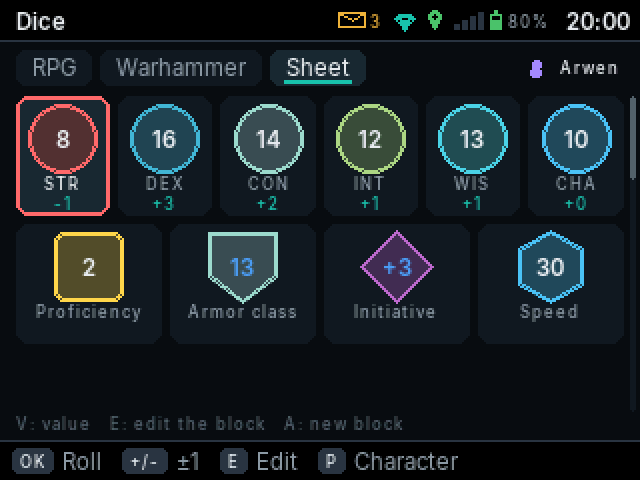 Dice 3 80% 20:00
RPG Warhammer Sheet Arwen
8 16 14 12 13 10
STR DEX CON INT WIS CHA
-1 +3 +2 +1 +1 +0
2 13 +3 30
Proficiency Armor class Initiative Speed
V: value E: edit the block A: new block
OK Roll +/- ±1 E Edit P Character